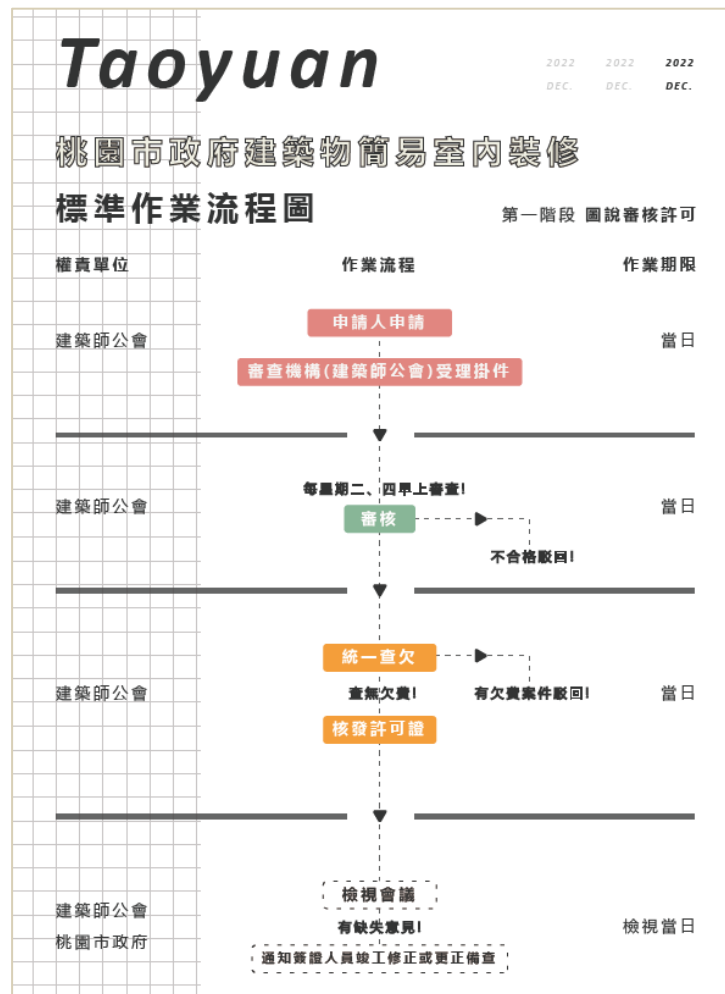 Taoyuan
2022 2022 2022
DEC. DEC. DEC.
桃園市政府建築物簡易室內裝修
標準作業流程圖
第一階段 圖說審核許可
權責單位 作業流程 作業期限
申請人申請
建築師公會 當日
審查機構(建築師公會)受理掛件
每星期二、四早上審查!
建築師公會 當日
審核
不合格駁回!
統一查欠
建築師公會 查無欠費! 有欠費案件駁回! 當日
核發許可證
檢視會議
建築師公會
有缺失意見! 檢視當日
桃園市政府
通知簽證人員竣工修正或更正備查